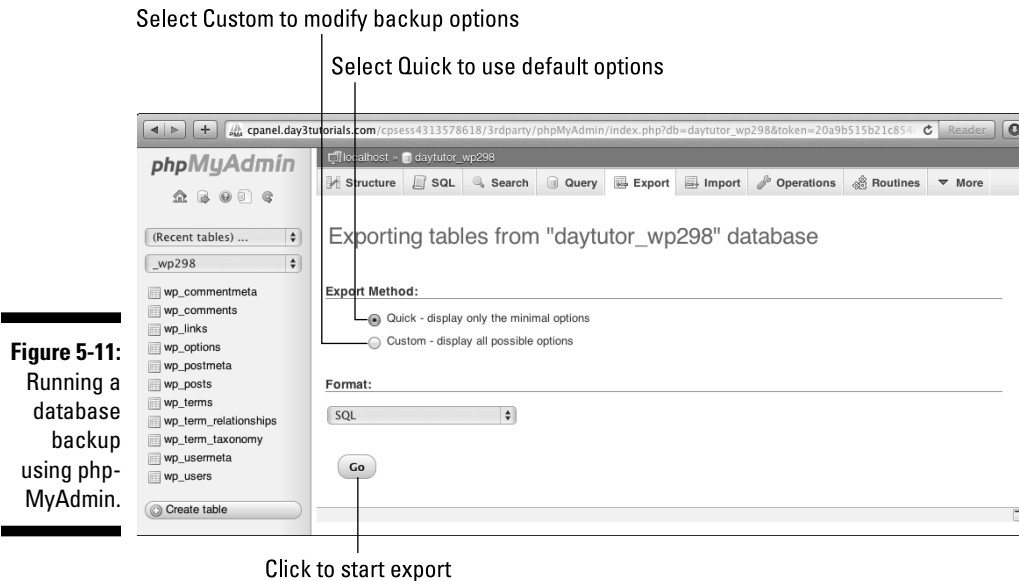 Select Custom to modify backup options
Select Quick to use default options
cpanel.day3tutorials.com/cpsess4313578618/3rdparty/phpMyAdmin/index.php?db=daytutor_wp298&token=20a9b515b21c854
Reader
phpMyAdmin
localhost » daytutor_wp298
Structure SQL Search Query Export Import Operations Routines More
(Recent tables) ...
_wp298
wp_commentmeta
wp_comments
wp_links
wp_options
wp_postmeta
wp_posts
wp_terms
wp_term_relationships
wp_term_taxonomy
wp_usermeta
wp_users
Create table
Exporting tables from "daytutor_wp298" database
Export Method:
Quick - display only the minimal options
Custom - display all possible options
Format:
SQL
Go
Figure 5-11:
Running a
database
backup
using php-
MyAdmin.
Click to start export